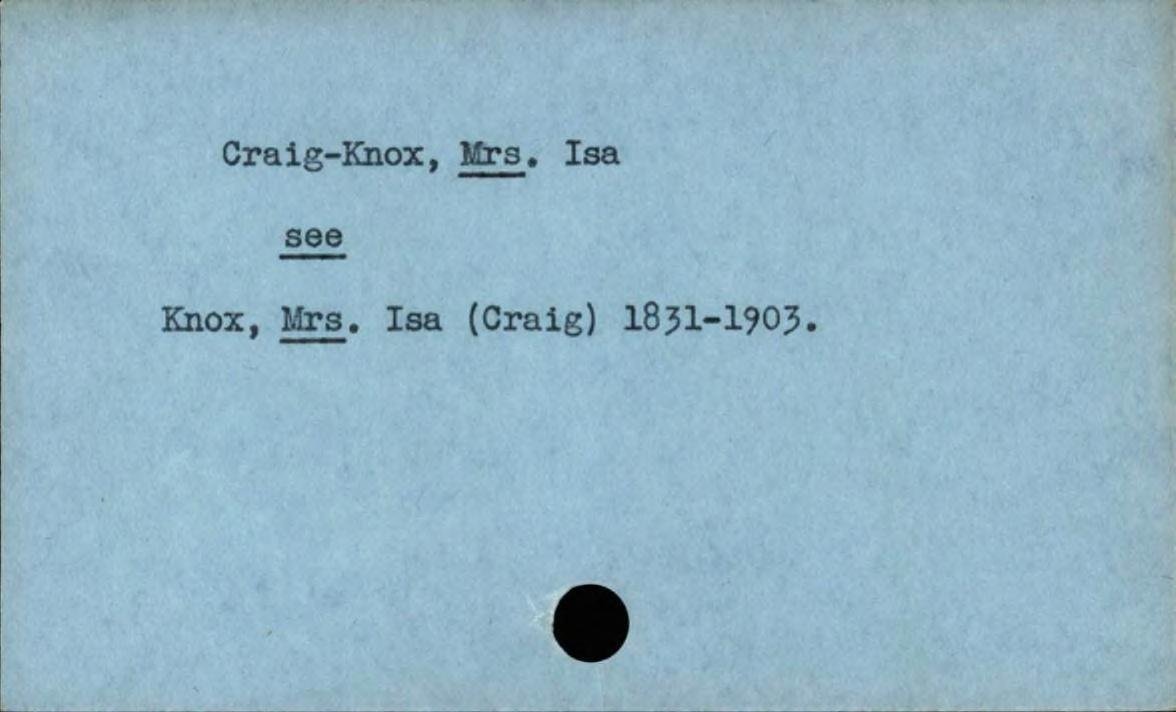 Craig-Knox, Mrs. Isa
see
Knox, Mrs. Isa (Craig) 1831-1903.